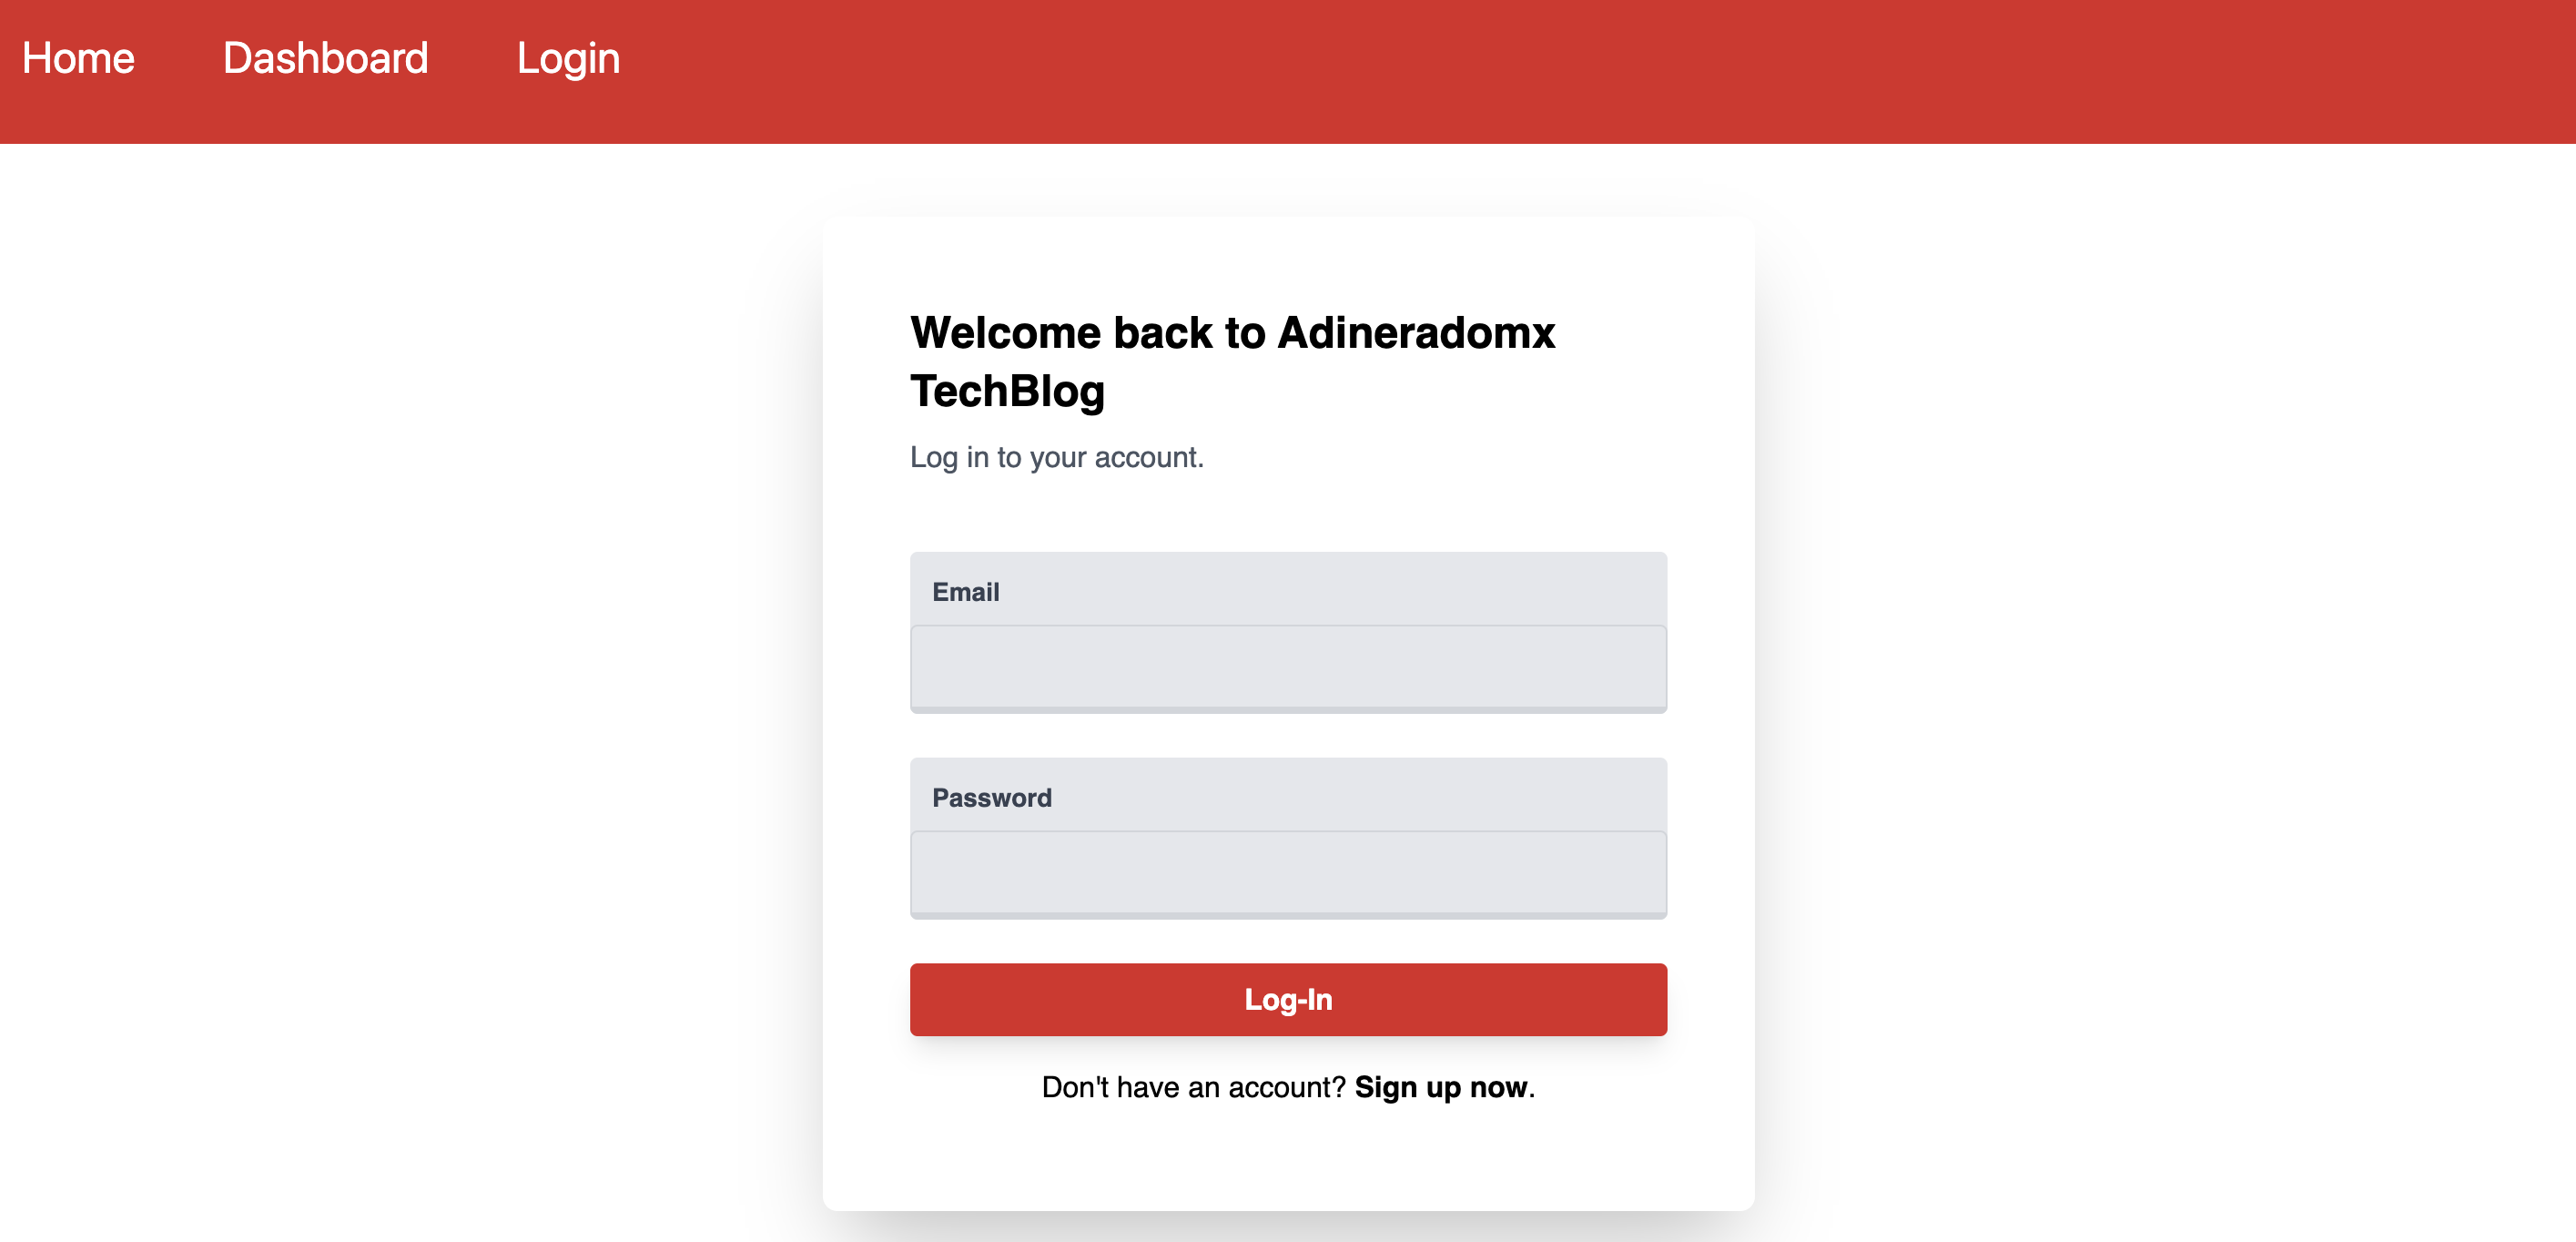 Home Dashboard Login
Welcome back to Adineradomx
TechBlog
Log in to your account.
Email
Password
Log-In
Don't have an account? Sign up now.